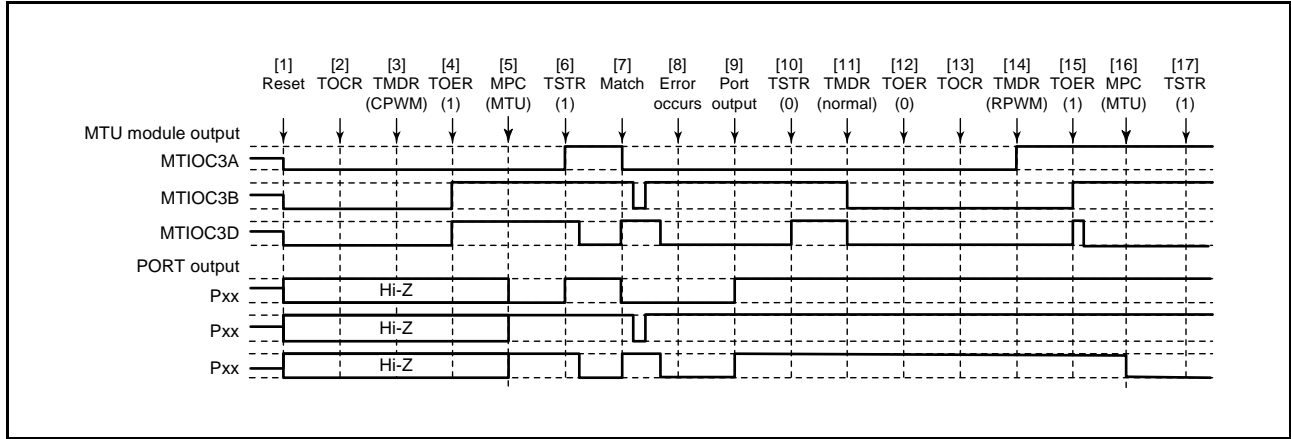 [1] [2] [3] [4] [5] [6] [7] [8] [9] [10] [11] [12] [13] [14] [15] [16] [17]
Reset TOCR TMDR TOER MPC TSTR Match Error Port TSTR TMDR TOER TOCR TMDR TOER MPC TSTR
(CPWM) (1) (MTU) (1) occurs output (0) (normal) (0) (RPWM) (1) (MTU) (1)
MTU module output
MTIOC3A
MTIOC3B
MTIOC3D
PORT output
Pxx Hi-Z
Pxx Hi-Z
Pxx Hi-Z